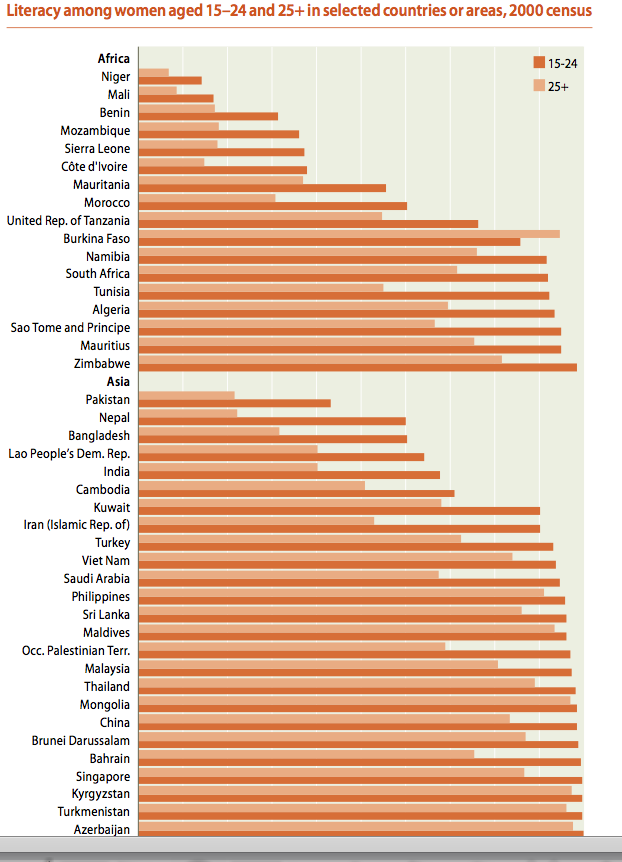 Literacy among women aged 15–24 and 25+ in selected countries or areas, 2000 census
15-24
25+
Africa
Niger
Mali
Benin
Mozambique
Sierra Leone
Côte d'Ivoire
Mauritania
Morocco
United Rep. of Tanzania
Burkina Faso
Namibia
South Africa
Tunisia
Algeria
Sao Tome and Principe
Mauritius
Zimbabwe
Asia
Pakistan
Nepal
Bangladesh
Lao People’s Dem. Rep.
India
Cambodia
Kuwait
Iran (Islamic Rep. of)
Turkey
Viet Nam
Saudi Arabia
Philippines
Sri Lanka
Maldives
Occ. Palestinian Terr.
Malaysia
Thailand
Mongolia
China
Brunei Darussalam
Bahrain
Singapore
Kyrgyzstan
Turkmenistan
Azerbaijan